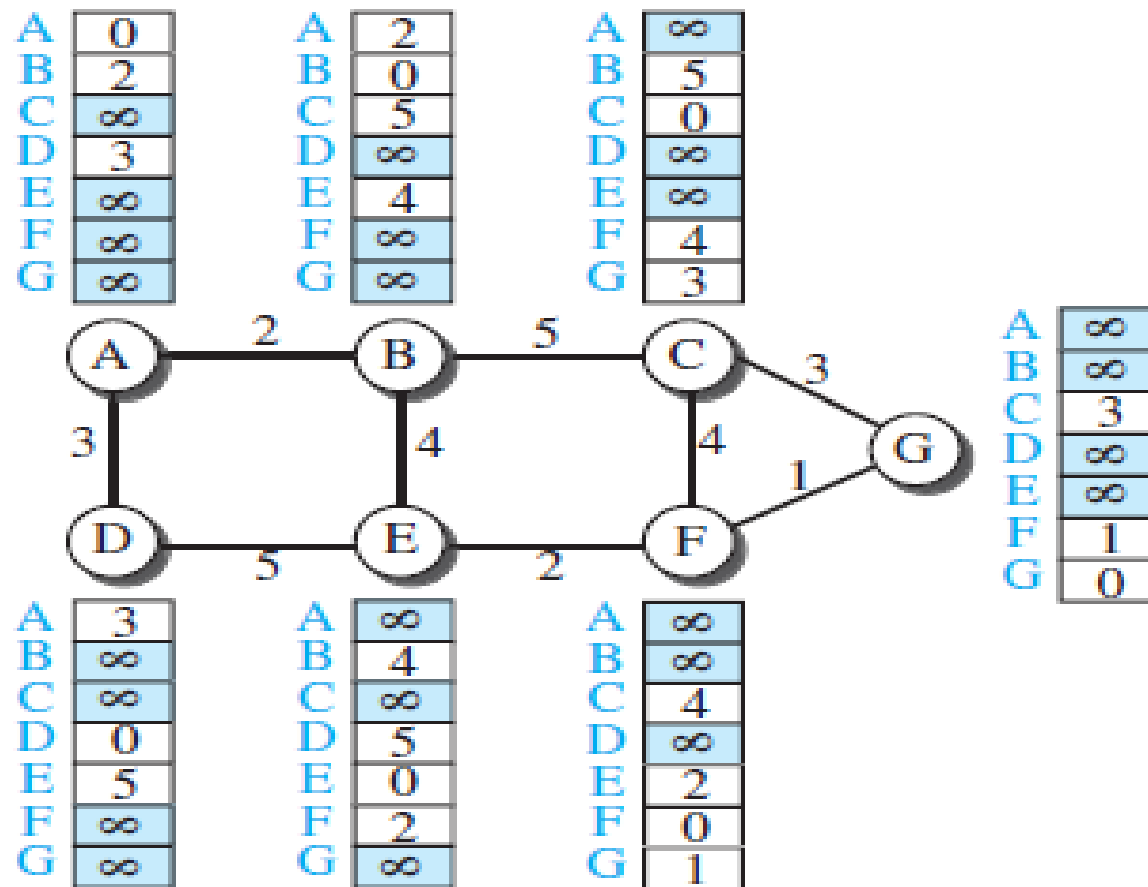 A 0 A 2 A ∞
B 2 B 0 B 5
C ∞ C 5 C 0
D 3 D ∞ D ∞
E ∞ E 4 E ∞
F ∞ F ∞ F 4
G ∞ G ∞ G 3
A 2 B 5 C 3
3 4 4 G
1
D 5 E 2 F
A ∞
B ∞
C 3
D ∞
E ∞
F 1
G 0
A 3 A ∞ A ∞
B ∞ B 4 B ∞
C ∞ C ∞ C 4
D 0 D 5 D ∞
E 5 E 0 E 2
F ∞ F 2 F 0
G ∞ G ∞ G 1